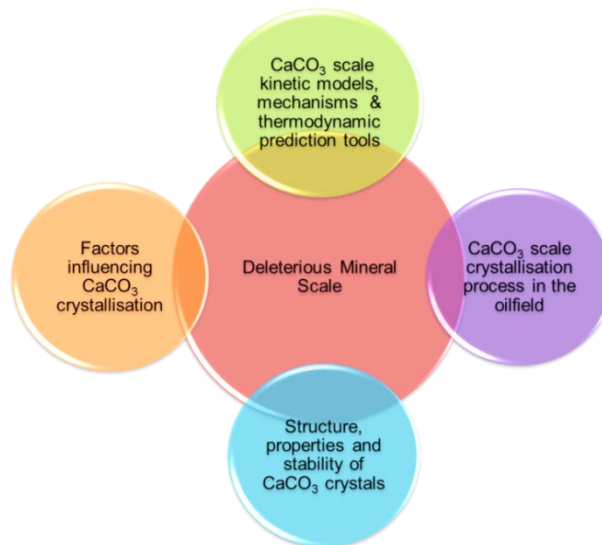 CaCO₃ scale
kinetic models,
mechanisms &
thermodynamic
prediction tools
Factors
influencing
CaCO₃
crystallisation
Deleterious Mineral
Scale
CaCO₃ scale
crystallisation
process in the
oilfield
Structure,
properties and
stability of
CaCO₃ crystals